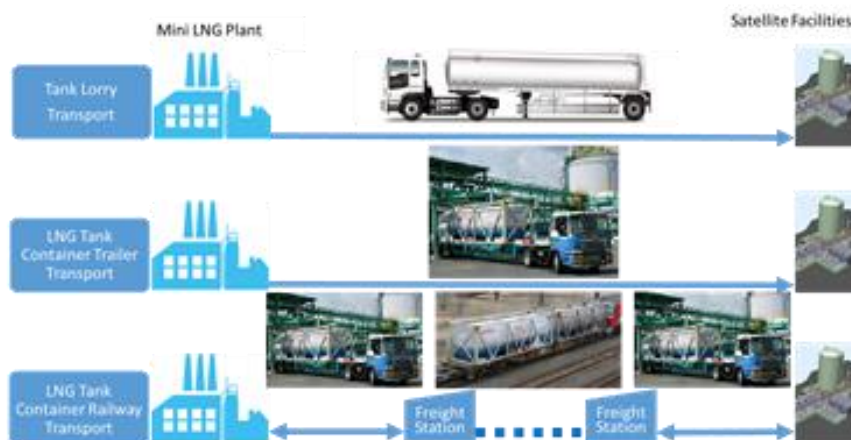 Mini LNG Plant
Satellite Facilities
Tank Lorry
Transport
LNG Tank
Container Trailer
Transport
LNG Tank
Container Railway
Transport
Freight
Station
Freight
Station